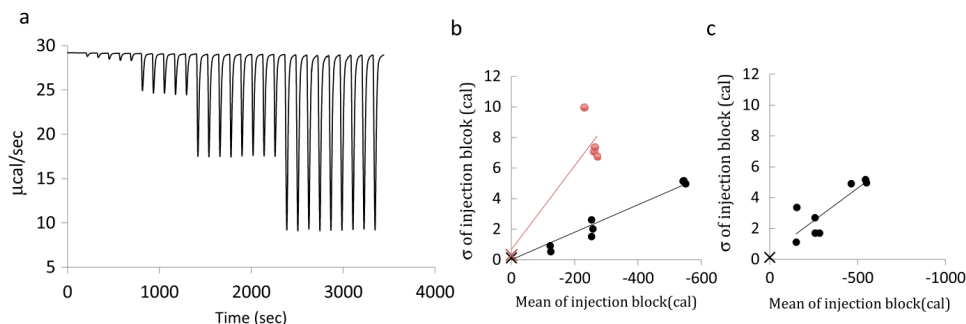 a
30
25
20
15
10
5
μcal/sec
0 1000 2000 3000 4000
Time (sec)
b
12
10
8
6
4
2
0
σ of injection blcok (cal)
0 -200 -400 -600
Mean of injection block(cal)
c
12
10
8
6
4
2
0
σ of injection block (cal)
0 -500 -1000
Mean of injection block(cal)